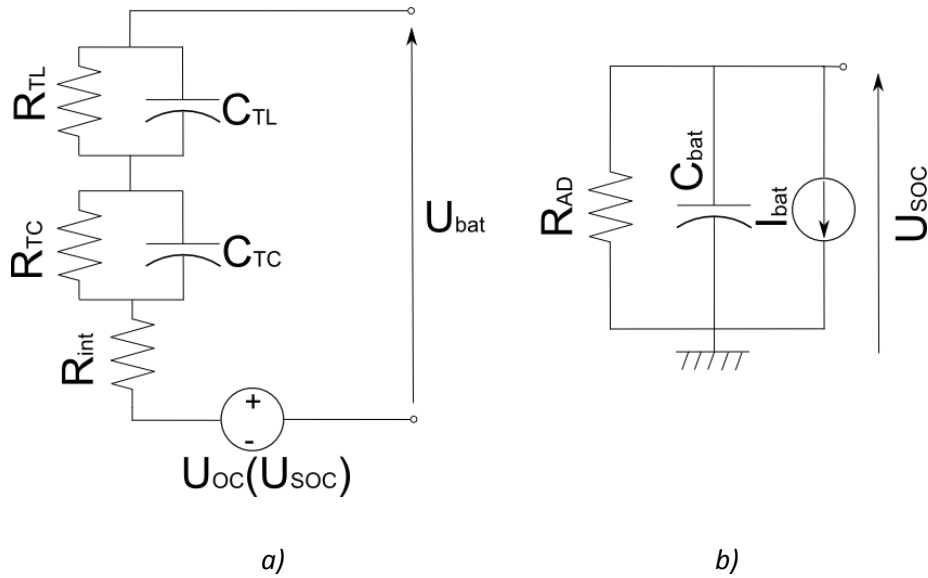 R_TL
C_TL
R_TC
C_TC
R_int
+
-
U_OC(U_SOC)
U_bat
a)
R_AD
C_bat
I_bat
U_SOC
b)